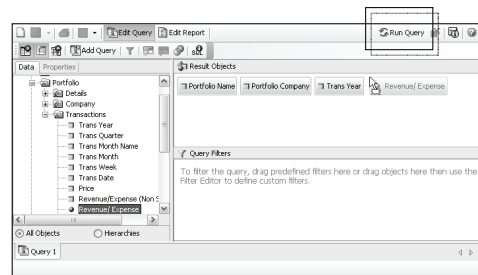 Edit Query Edit Report Run Query
Add Query
Data Properties
Portfolio
Details
Company
Transactions
Trans Year
Trans Quarter
Trans Month Name
Trans Month
Trans Week
Trans Date
Price
Revenue/Expense (Non S
Revenue/ Expense
All Objects Hierarchies
Result Objects
Portfolio Name Portfolio Company Trans Year Revenue/ Expense
Query Filters
To filter the query, drag predefined filters here or drag objects here then use the
Filter Editor to define custom filters.
Query 1